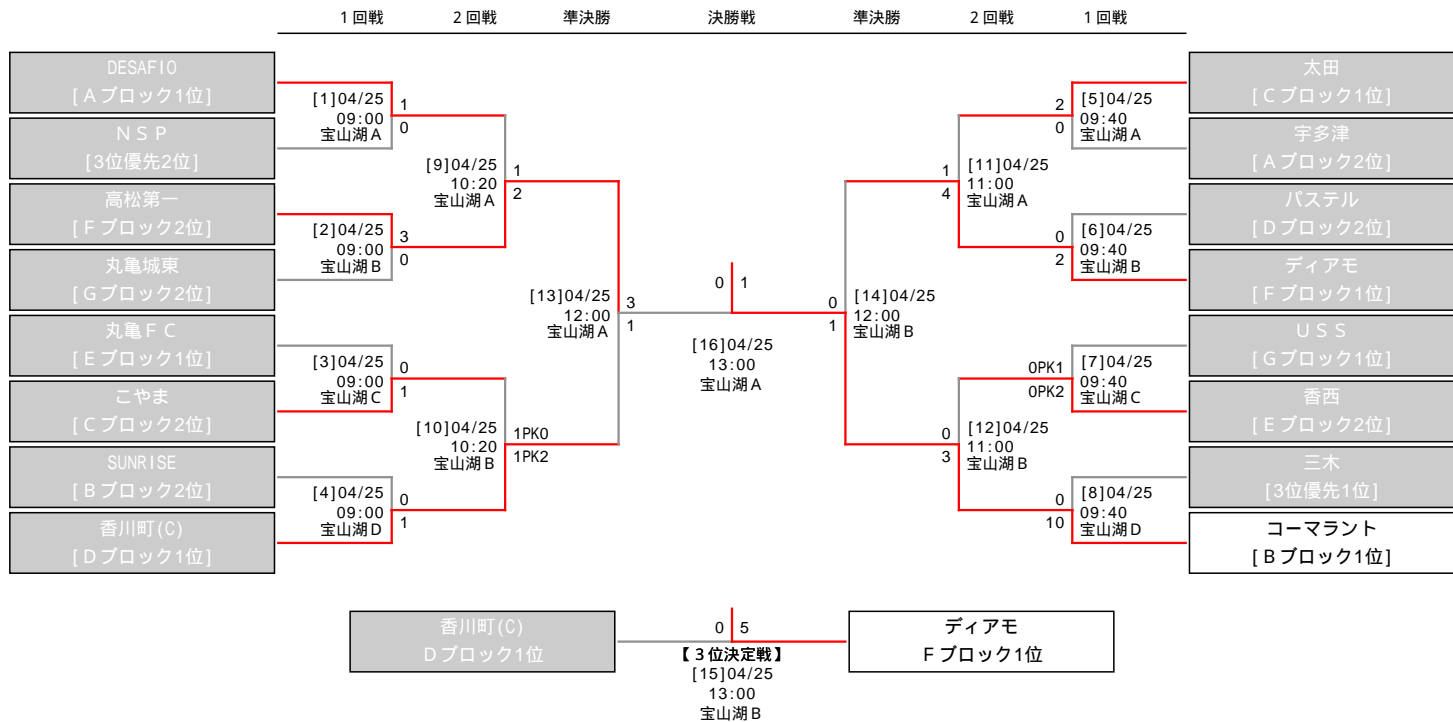 1回戦 2回戦 準決勝 決勝戦 準決勝 2回戦 1回戦
DESAFIO
[Aブロック1位]
NSP
[3位優先2位]
高松第一
[Fブロック2位]
丸亀城東
[Gブロック2位]
丸亀FC
[Eブロック1位]
こやま
[Cブロック2位]
SUNRISE
[Bブロック2位]
香川町(C)
[Dブロック1位]
[1]04/25
09:00
宝山湖A
1
0
[2]04/25
09:00
宝山湖B
3
0
[3]04/25
09:00
宝山湖C
0
1
[4]04/25
09:00
宝山湖D
0
1
[9]04/25
10:20
宝山湖A
1
2
[10]04/25
10:20
宝山湖B
1PK0
1PK2
[13]04/25
12:00
宝山湖A
3
1
0 1
[16]04/25
13:00
宝山湖A
0
1
[14]04/25
12:00
宝山湖B
1
4
[11]04/25
11:00
宝山湖A
0
3
[12]04/25
11:00
宝山湖B
2
0
[5]04/25
09:40
宝山湖A
0
2
[6]04/25
09:40
宝山湖B
0PK1
0PK2
[7]04/25
09:40
宝山湖C
0
10
[8]04/25
09:40
宝山湖D
太田
[Cブロック1位]
宇多津
[Aブロック2位]
パステル
[Dブロック2位]
ディアモ
[Fブロック1位]
USS
[Gブロック1位]
香西
[Eブロック2位]
三木
[3位優先1位]
コーマラント
[Bブロック1位]
香川町(C)
Dブロック1位
0 5
【3位決定戦】
[15]04/25
13:00
宝山湖B
ディアモ
Fブロック1位